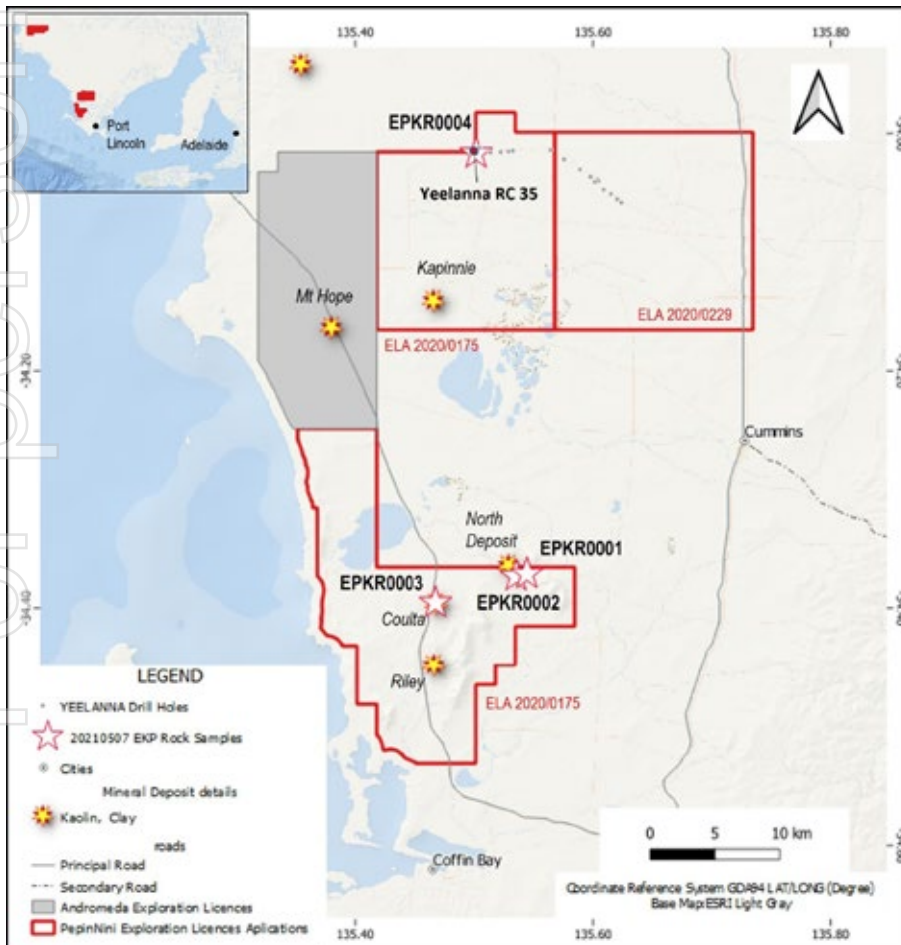 135.40 135.60 135.80
Port
Lincoln
Adelaide
EPKR0004
Yeelanna RC 35
Kapinnie
Mt Hope
ELA 2020/0229
ELA 2020/0175
-34.20
Cummins
North
Deposit
EPKR0001
EPKR0003
EPKR0002
-34.40
Coulta
Riley
ELA 2020/0175
LEGEND
YEELANNA Drill Holes
20210507 EKP Rock Samples
Cities
Mineral Deposit details
Kaolin, Clay
roads
Principal Road
Secondary Road
Andromeda Exploration Licences
PepinNini Exploration Licences Aplications
0 5 10 km
Coffin Bay
Coordinate Reference System GDA94 LAT/LONG (Degree)
Base Map:ESRI Light Gray
135.40 135.60 135.80